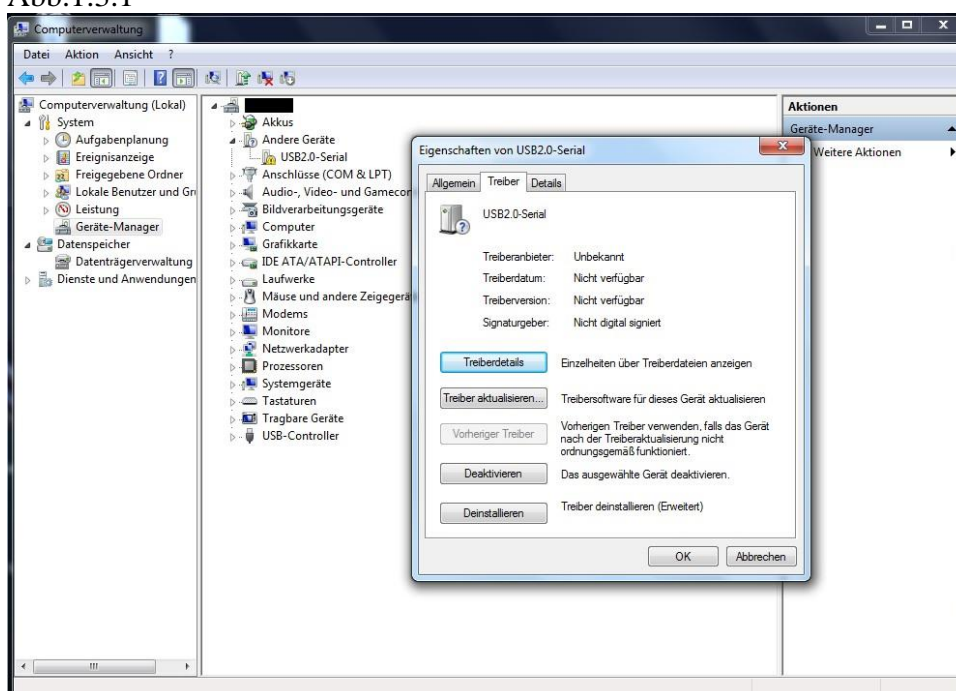 Abb.1.3.1
Computerverwaltung
Datei Aktion Ansicht ?
Computerverwaltung (Lokal)
System
Aufgabenplanung
Ereignisanzeige
Freigegebene Ordner
Lokale Benutzer und Gr
Leistung
Geräte-Manager
Datenspeicher
Datenträgerverwaltung
Dienste und Anwendungen
Akkus
Andere Geräte
USB2.0-Serial
Anschlüsse (COM & LPT)
Audio-, Video- und Gamecor
Bildverarbeitungsgeräte
Computer
Grafikkarte
IDE ATA/ATAPI-Controller
Laufwerke
Mäuse und andere Zeigegerä
Modems
Monitore
Netzwerkadapter
Prozessoren
Systemgeräte
Tastaturen
Tragbare Geräte
USB-Controller
Eigenschaften von USB2.0-Serial
Allgemein Treiber Details
USB2.0-Serial
Treiberanbieter: Unbekannt
Treiberdatum: Nicht verfügbar
Treiberversion: Nicht verfügbar
Signaturgeber: Nicht digital signiert
Treiberdetails Einzelheiten über Treiberdateien anzeigen
Treiber aktualisieren... Treibersoftware für dieses Gerät aktualisieren
Vorheriger Treiber Vorherigen Treiber verwenden, falls das Gerät
nach der Treiberaktualisierung nicht
ordnungsgemäß funktioniert.
Deaktivieren Das ausgewählte Gerät deaktivieren.
Deinstallieren Treiber deinstallieren (Erweitert)
OK Abbrechen
Aktionen
Geräte-Manager
Weitere Aktionen